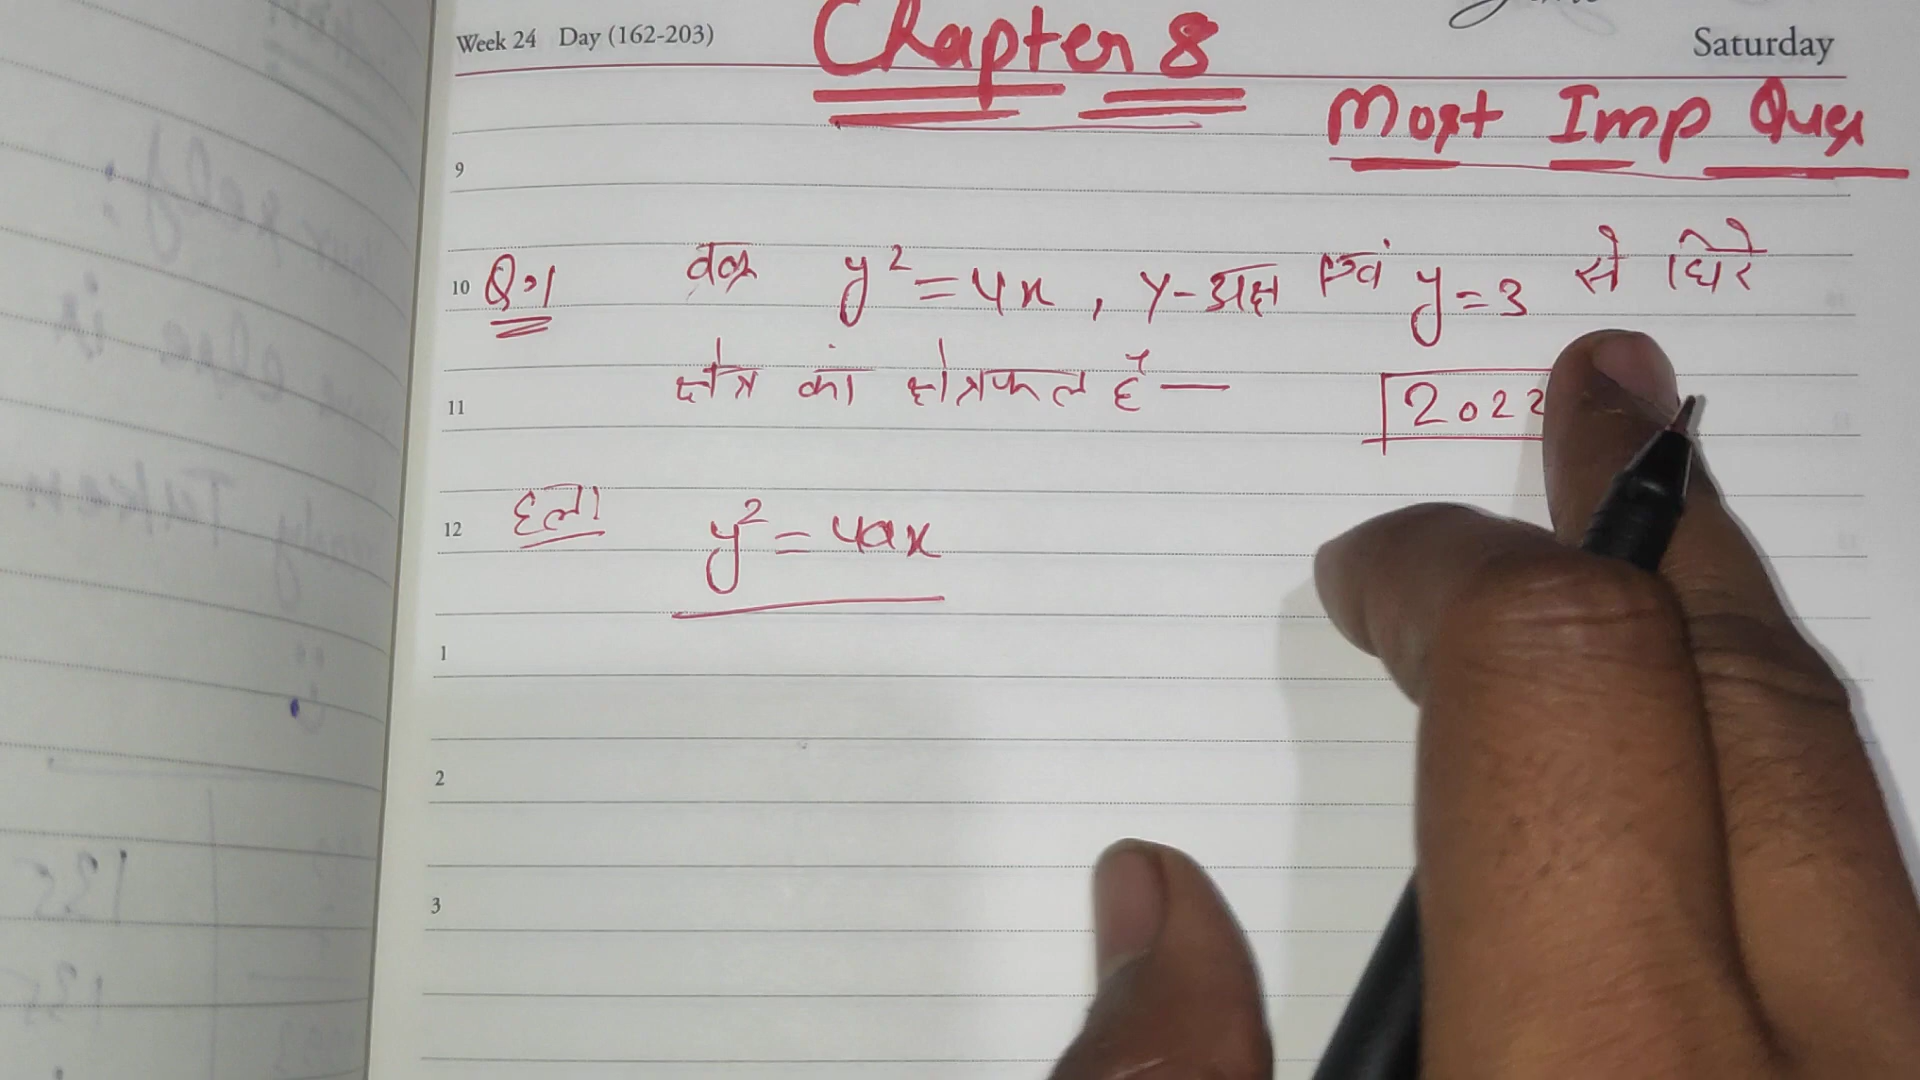 Week 24 Day (162-203)
Saturday
Chapter 8
Most Imp Ques
9
10
Q.1 वक्र y² = 4x, y-अक्ष एवं y = 3 से घिरे
11
क्षेत्र का क्षेत्रफल है —
2022
12
हल। y² = 4ax
1
2
3